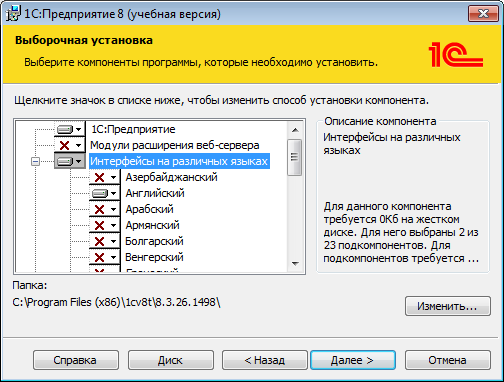 1С:Предприятие 8 (учебная версия)
Выборочная установка
Выберите компоненты программы, которые необходимо установить.
1С
Щелкните значок в списке ниже, чтобы изменить способ установки компонента.
1С:Предприятие
Модули расширения веб-сервера
Интерфейсы на различных языках
Азербайджанский
Английский
Арабский
Армянский
Болгарский
Венгерский
Описание компонента
Интерфейсы на различных
языках
Для данного компонента
требуется 0Кб на жестком
диске. Для него выбраны 2 из
23 подкомпонентов. Для
подкомпонентов требуется ...
Папка:
C:\Program Files (x86)\1cv8t\8.3.26.1498\
Изменить...
Справка
Диск
< Назад
Далее >
Отмена